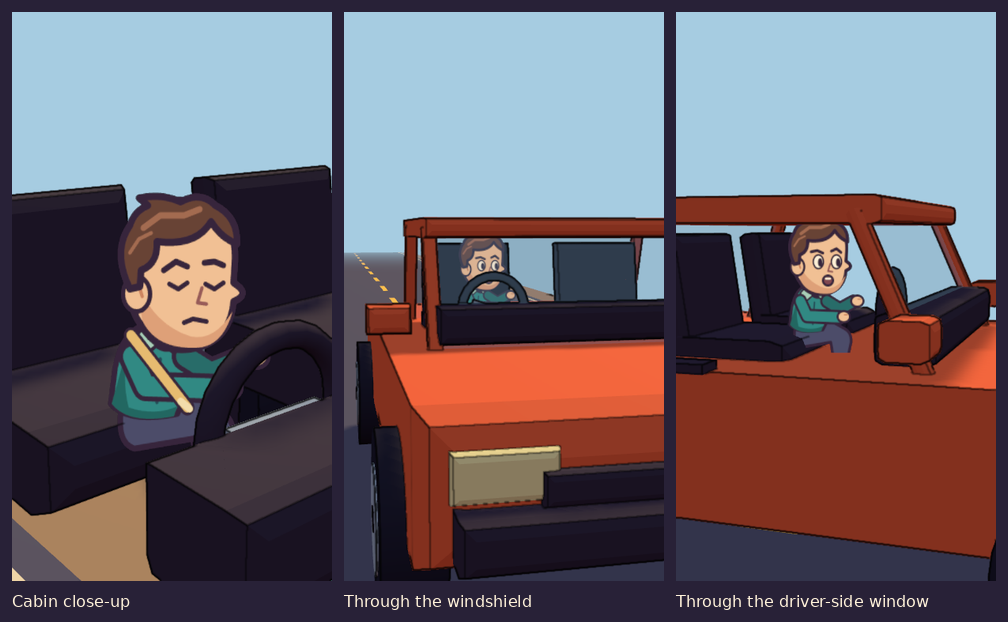 Cabin close-up
Through the windshield
Through the driver-side window